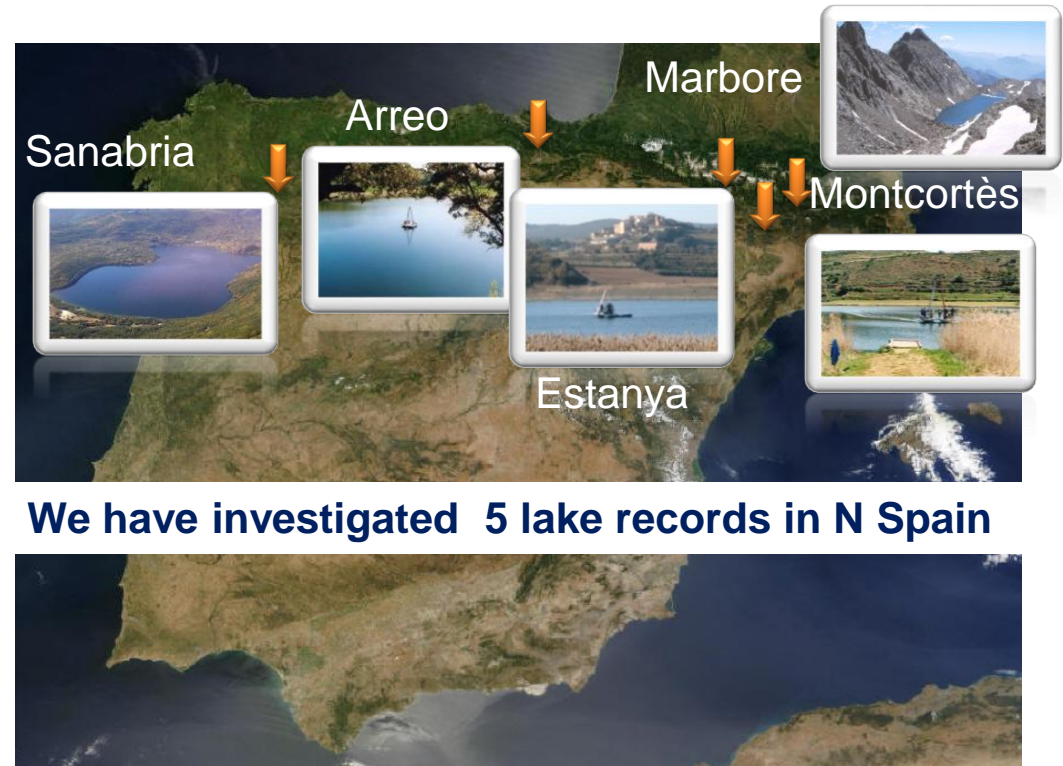 Marbore
Arreo
Sanabria
Montcortès
Estanya
We have investigated 5 lake records in N Spain